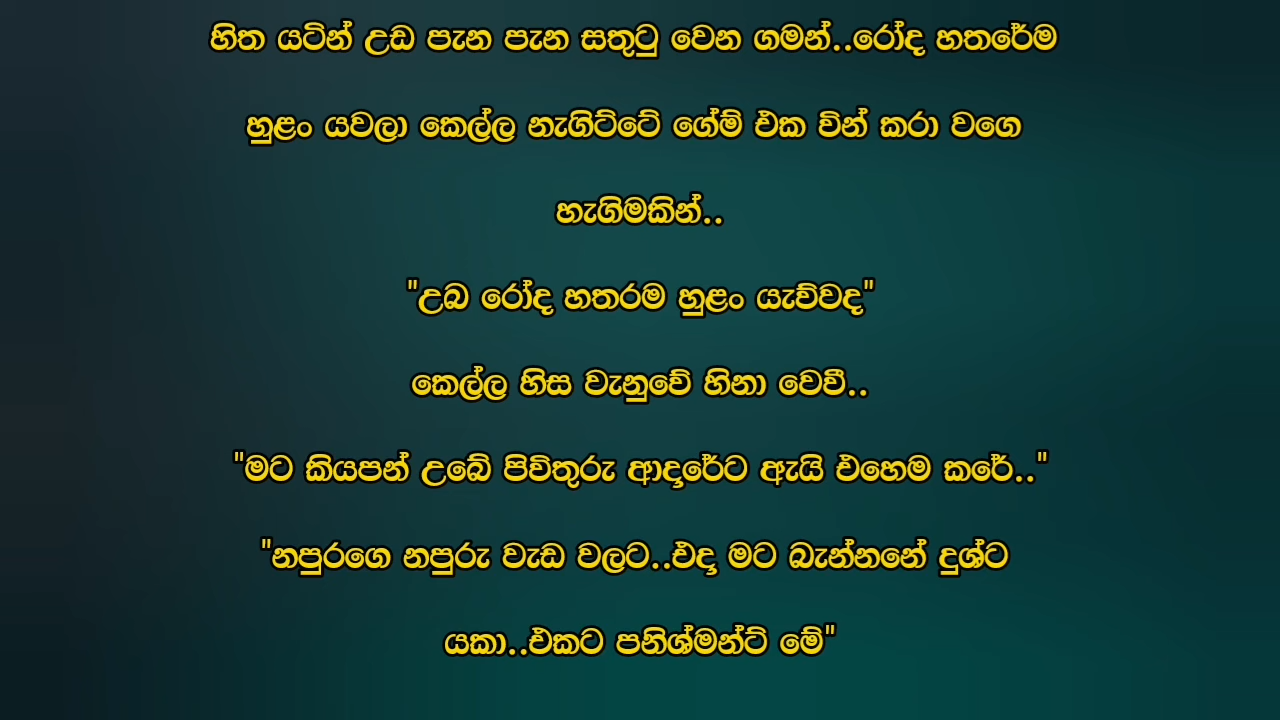 හිත යටින් උඩ පැන පැන සතුටු වෙන ගමන්..රෝද හතරේම
හුළං යවලා කෙල්ල නැගිට්ටේ ගේම් එක වින් කරා වගෙ
හැගිමකින්..
"උබ රෝද හතරම හුළං යැව්වද"
කෙල්ල හිස වැනුවේ හිනා වෙවී..
"මට කියපන් උබේ පිවිතුරු ආදරේට ඇයි එහෙම කරේ.."
"නපුරගෙ නපුරු වැඩ වලට..එදා මට බැන්නනේ දුශ්ට
යකා..එකට පනිශ්මන්ට් මේ"